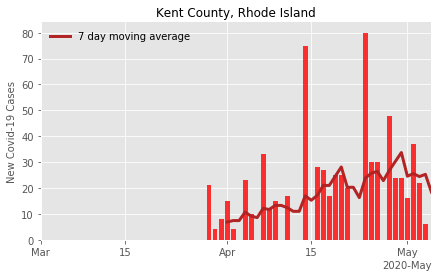 Kent County, Rhode Island
7 day moving average
New Covid-19 Cases
80
70
60
50
40
30
20
10
0
Mar
15
Apr
15
May
2020-May